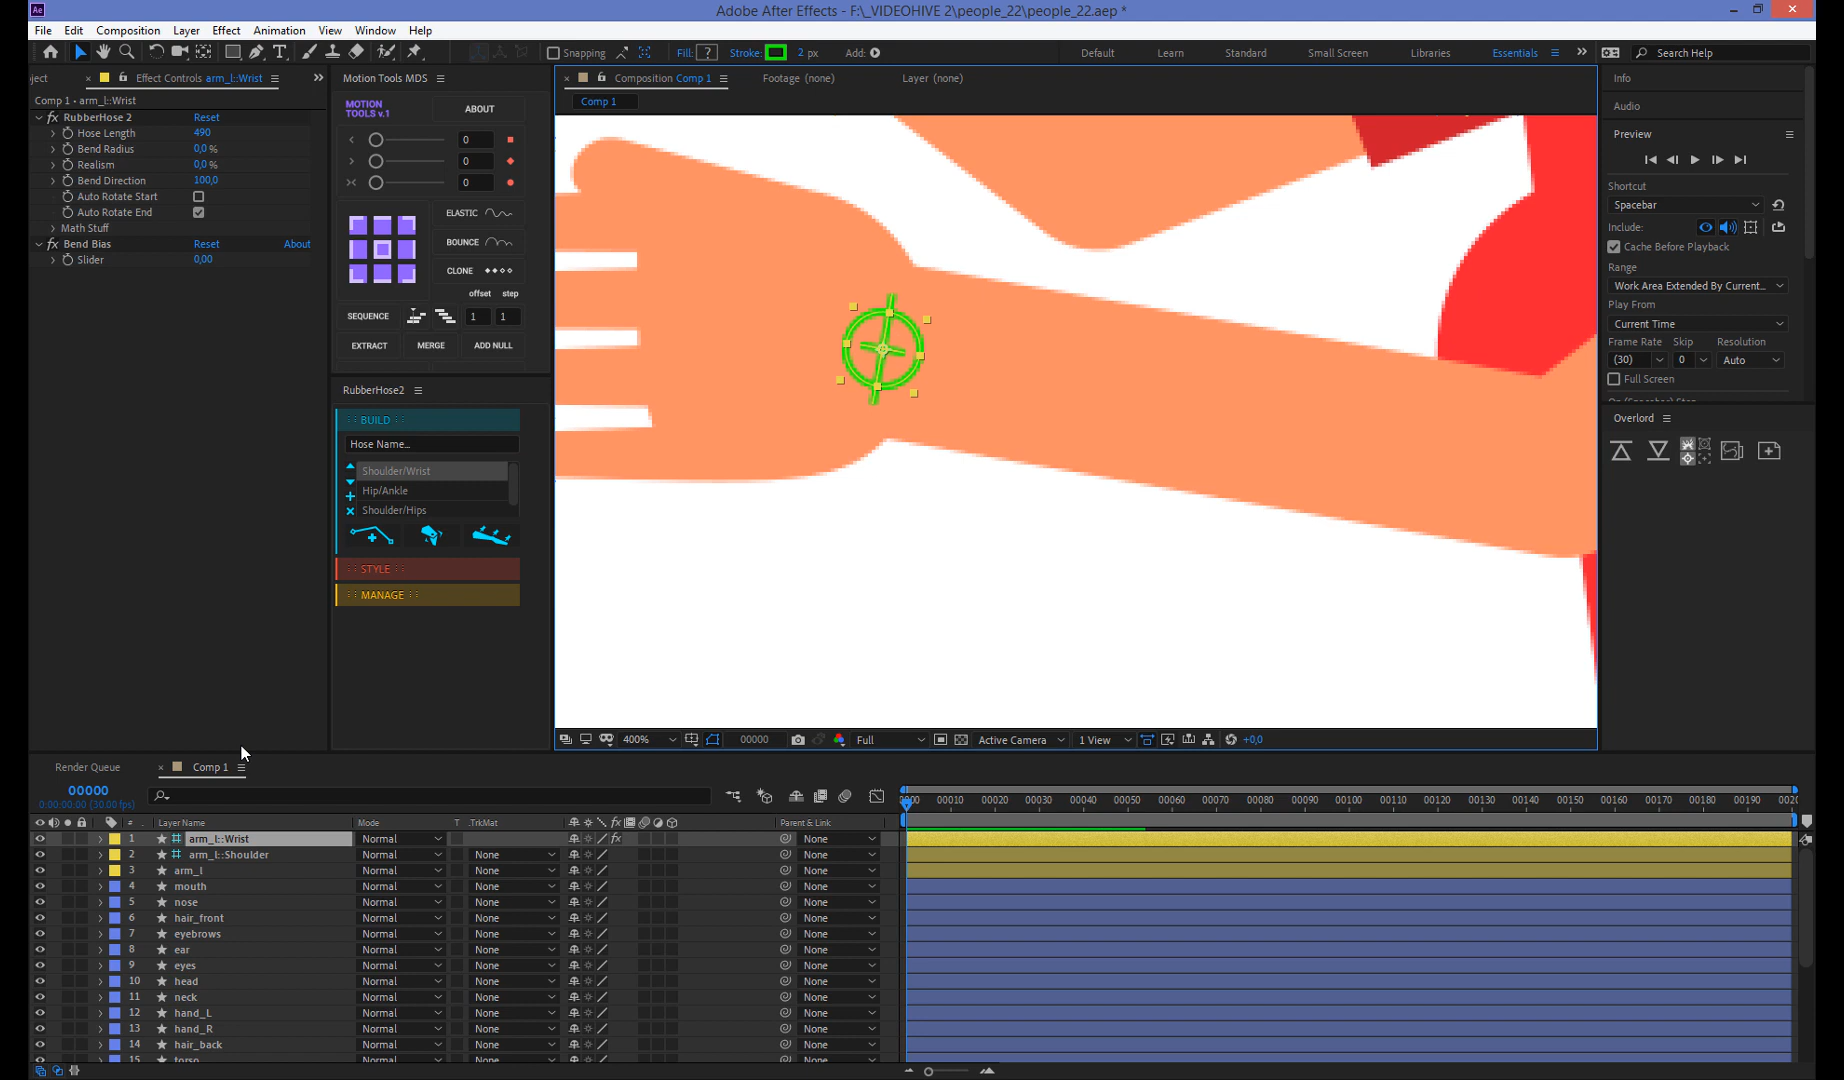 Adobe After Effects - F:\_VIDEOHIVE 2\people_22\people_22.aep *
File Edit Composition Layer Effect Animation View Window Help
Snapping Fill: ? Stroke: 2 px Add: Default Learn Standard Small Screen Libraries Essentials Search Help
ject Effect Controls arm_l::Wrist
Comp 1 • arm_l::Wrist
RubberHose 2 Reset
Hose Length 490
Bend Radius 0,0 %
Realism 0,0 %
Bend Direction 100,0
Auto Rotate Start
Auto Rotate End
Math Stuff
Bend Bias Reset About
Slider 0,00
Motion Tools MDS
MOTION TOOLS v.1 ABOUT
0
0
0
ELASTIC
BOUNCE
CLONE
offset step
SEQUENCE 1 1
EXTRACT MERGE ADD NULL
RubberHose2
BUILD
Hose Name...
Shoulder/Wrist
Hip/Ankle
Shoulder/Hips
STYLE
MANAGE
Composition Comp 1 Footage (none) Layer (none)
Comp 1
400% 00000 Full Active Camera 1 View +0,0
Info
Audio
Preview
Shortcut
Spacebar
Include:
Cache Before Playback
Range
Work Area Extended By Current...
Play From
Current Time
Frame Rate Skip Resolution
(30) 0 Auto
Full Screen
On (Spacebar) Stop
Overlord
Render Queue Comp 1
00000
0:00:00:00 (30.00 fps)
0000 00010 00020 00030 00040 00050 00060 00070 00080 00090 00100 00110 00120 00130 00140 00150 00160 00170 00180 00190 0020
# Layer Name Mode T .TrkMat Parent & Link
1 arm_l::Wrist Normal None
2 arm_l::Shoulder Normal None None
3 arm_l Normal None None
4 mouth Normal None None
5 nose Normal None None
6 hair_front Normal None None
7 eyebrows Normal None None
8 ear Normal None None
9 eyes Normal None None
10 head Normal None None
11 neck Normal None None
12 hand_L Normal None None
13 hand_R Normal None None
14 hair_back Normal None None
15 torso Normal None None